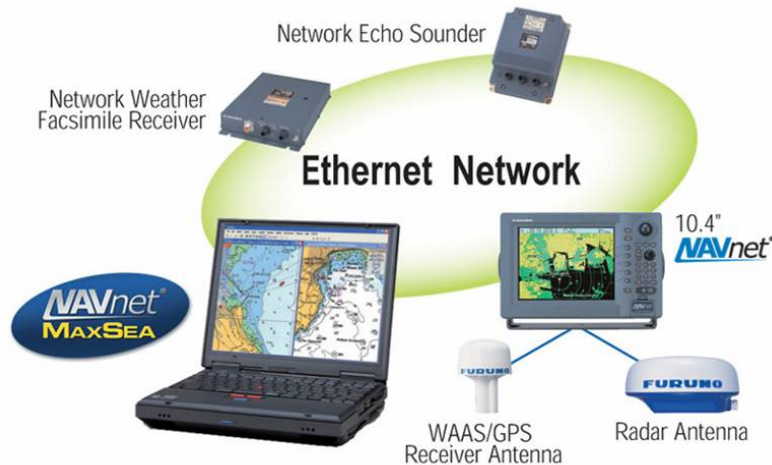 Network Echo Sounder
Network Weather
Facsimile Receiver
Ethernet Network
10.4"
NAVnet®
NAVnet®
MAXSEA
FURUNO
FURUNO
WAAS/GPS
Receiver Antenna
Radar Antenna